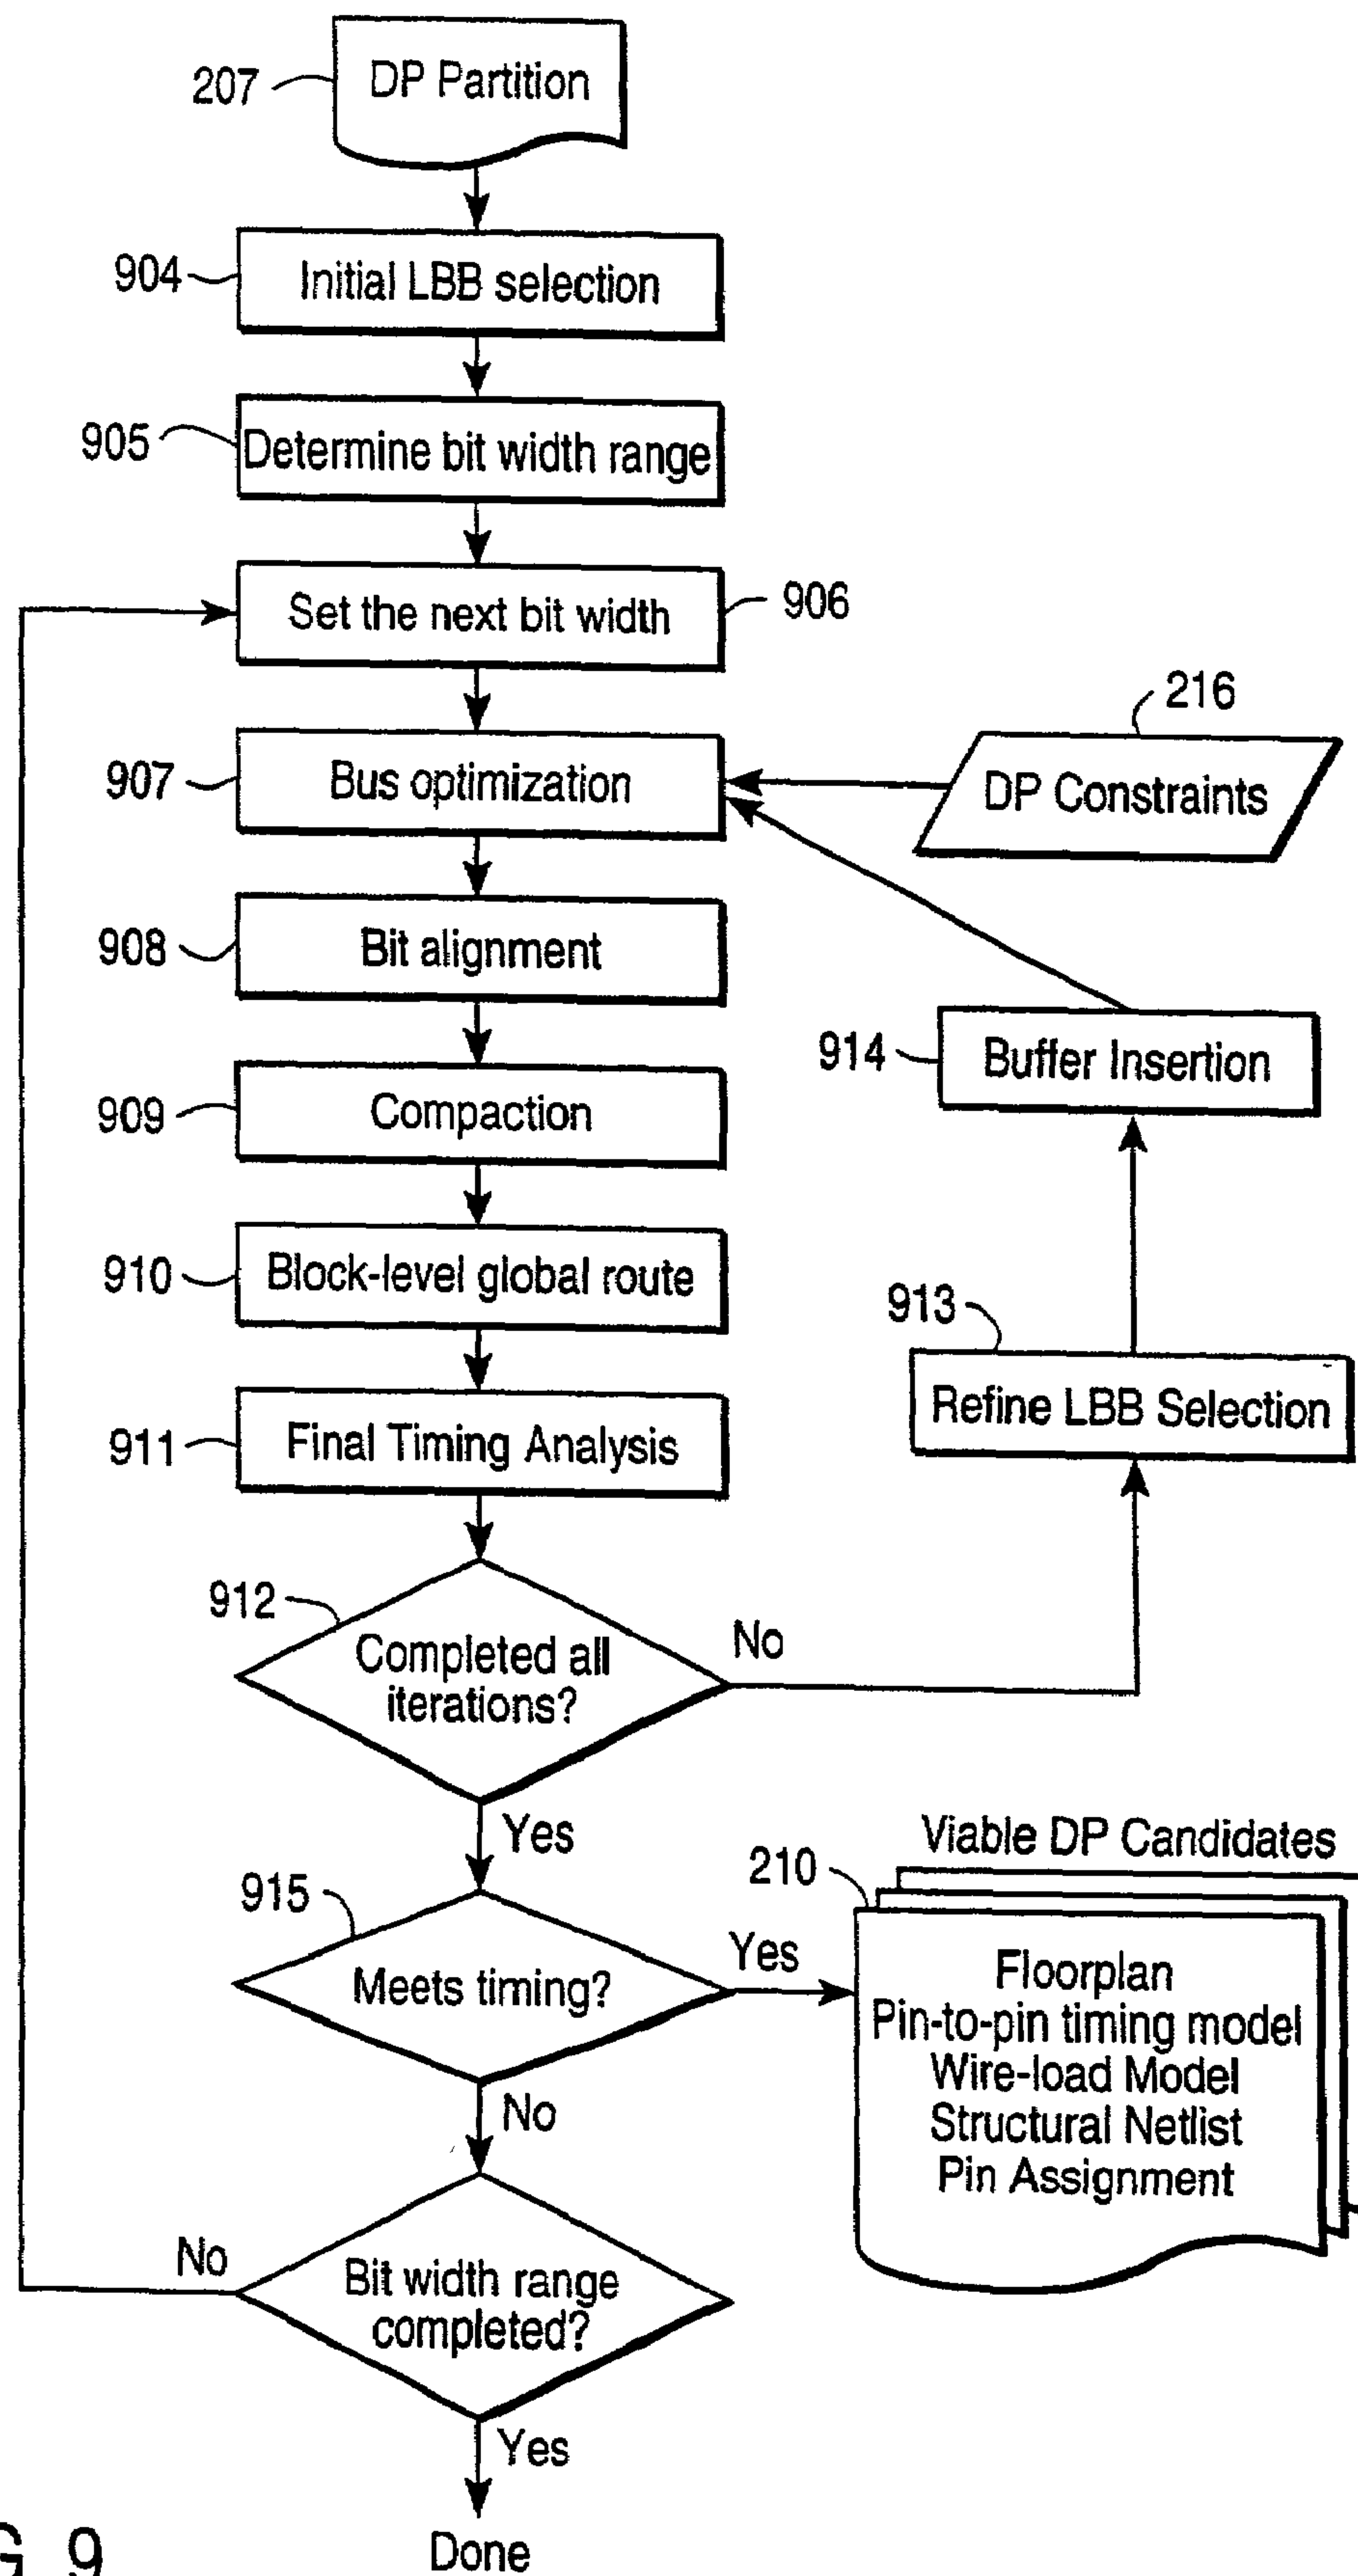 207
DP Partition
904
Initial LBB selection
905
Determine bit width range
Set the next bit width
906
216
907
Bus optimization
DP Constraints
908
Bit alignment
914
Buffer Insertion
909
Compaction
910
Block-level global route
913
Refine LBB Selection
911
Final Timing Analysis
912
Completed all
iterations?
No
Yes
Viable DP Candidates
210
915
Meets timing?
Yes
Floorplan
Pin-to-pin timing model
Wire-load Model
Structural Netlist
Pin Assignment
No
No
Bit width range
completed?
Yes
Done
G 9